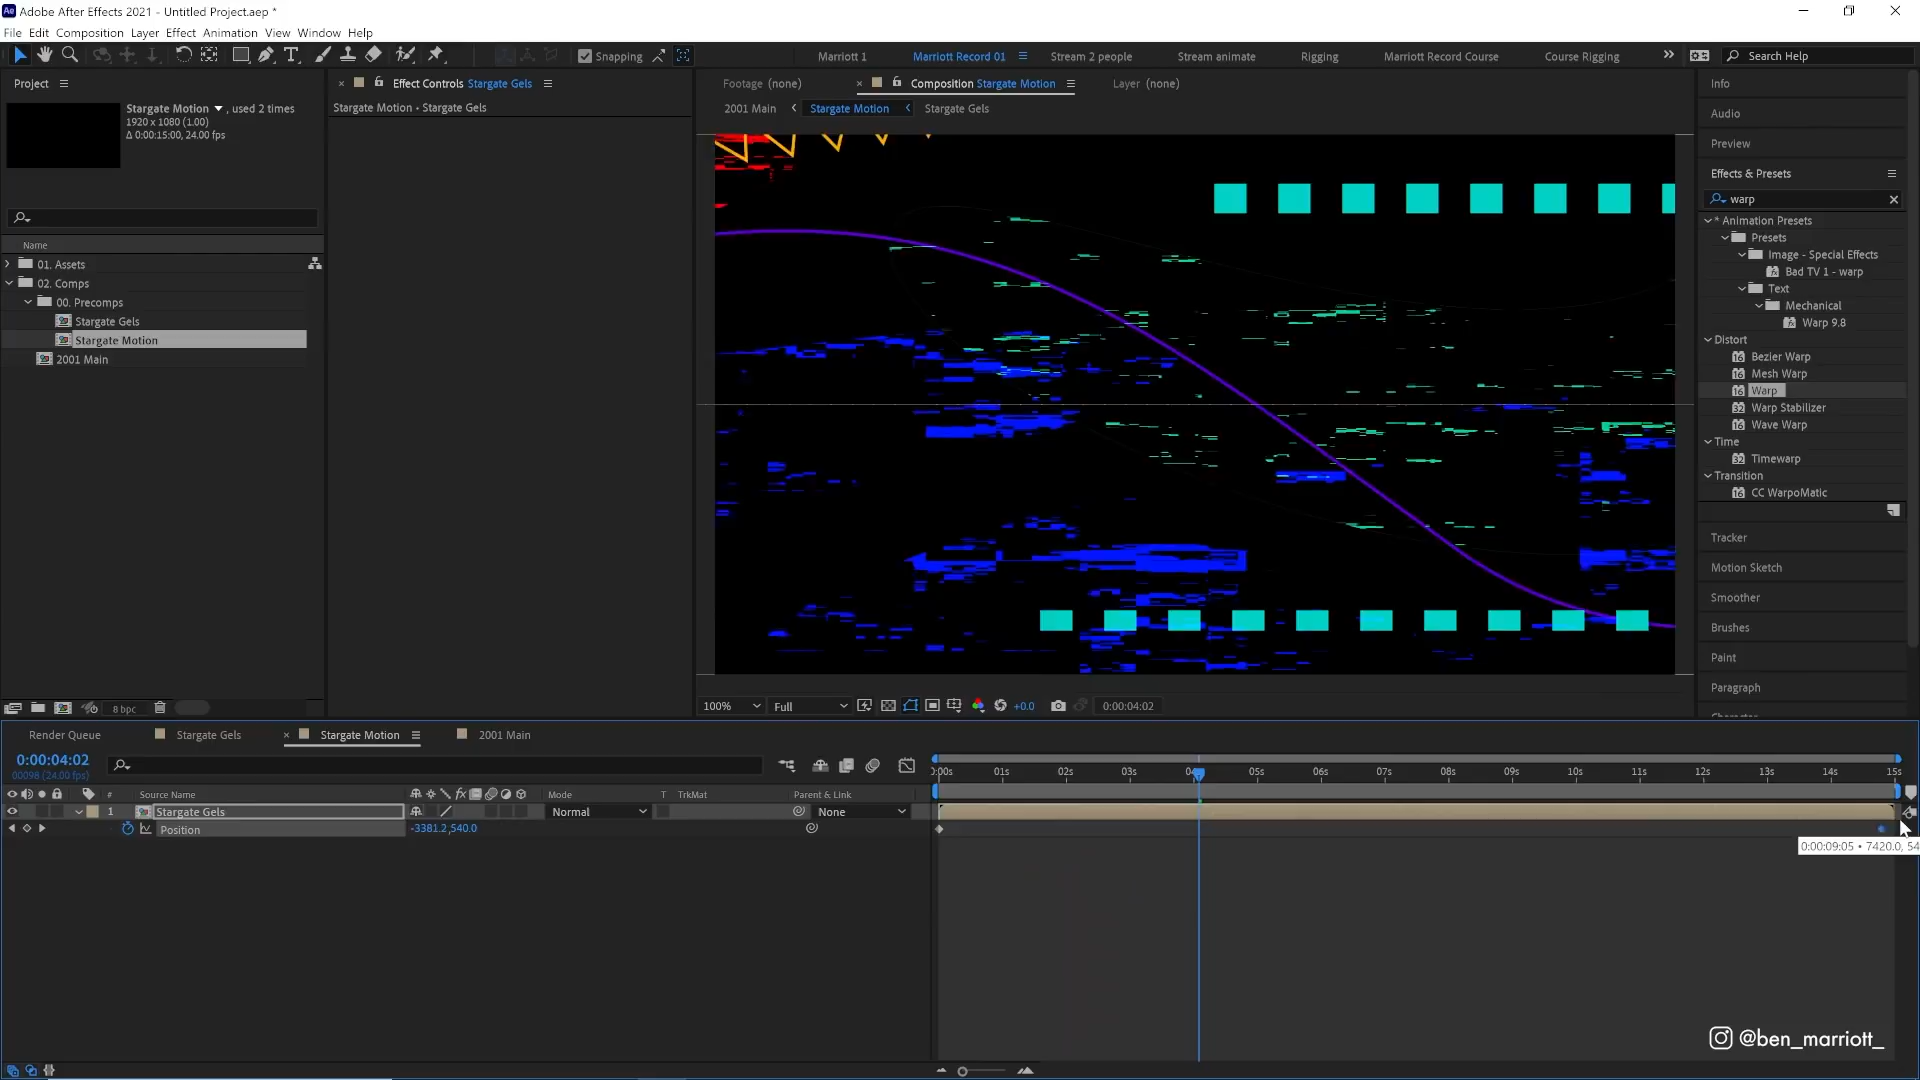 Adobe After Effects 2021 - Untitled Project.aep *
File Edit Composition Layer Effect Animation View Window Help
Snapping
Marriott 1
Marriott Record 01
Stream 2 people
Stream animate
Rigging
Marriott Record Course
Course Rigging
Search Help
Project
Stargate Motion , used 2 times
1920 x 1080 (1.00)
Δ 0:00:15:00, 24.00 fps
Name
01. Assets
02. Comps
00. Precomps
Stargate Gels
Stargate Motion
2001 Main
8 bpc
Effect Controls Stargate Gels
Stargate Motion • Stargate Gels
Footage (none)
Composition Stargate Motion
Layer (none)
2001 Main
Stargate Motion
Stargate Gels
100%
Full
+0.0
0:00:04:02
Info
Audio
Preview
Effects & Presets
warp
* Animation Presets
Presets
Image - Special Effects
Bad TV 1 - warp
Text
Mechanical
Warp 9.8
Distort
Bezier Warp
Mesh Warp
Warp
Warp Stabilizer
Wave Warp
Time
Timewarp
Transition
CC WarpoMatic
Tracker
Motion Sketch
Smoother
Brushes
Paint
Paragraph
Render Queue
Stargate Gels
Stargate Motion
2001 Main
0:00:04:02
00098 (24.00 fps)
# Source Name
Mode
T TrkMat
Parent & Link
1 Stargate Gels
Normal
None
Position
-3381.2,540.0
0:00s 01s 02s 03s 05s 06s 07s 08s 09s 10s 11s 12s 13s 14s 15s
0:00:09:05 • 7420.0, 54
@ben_marriott_